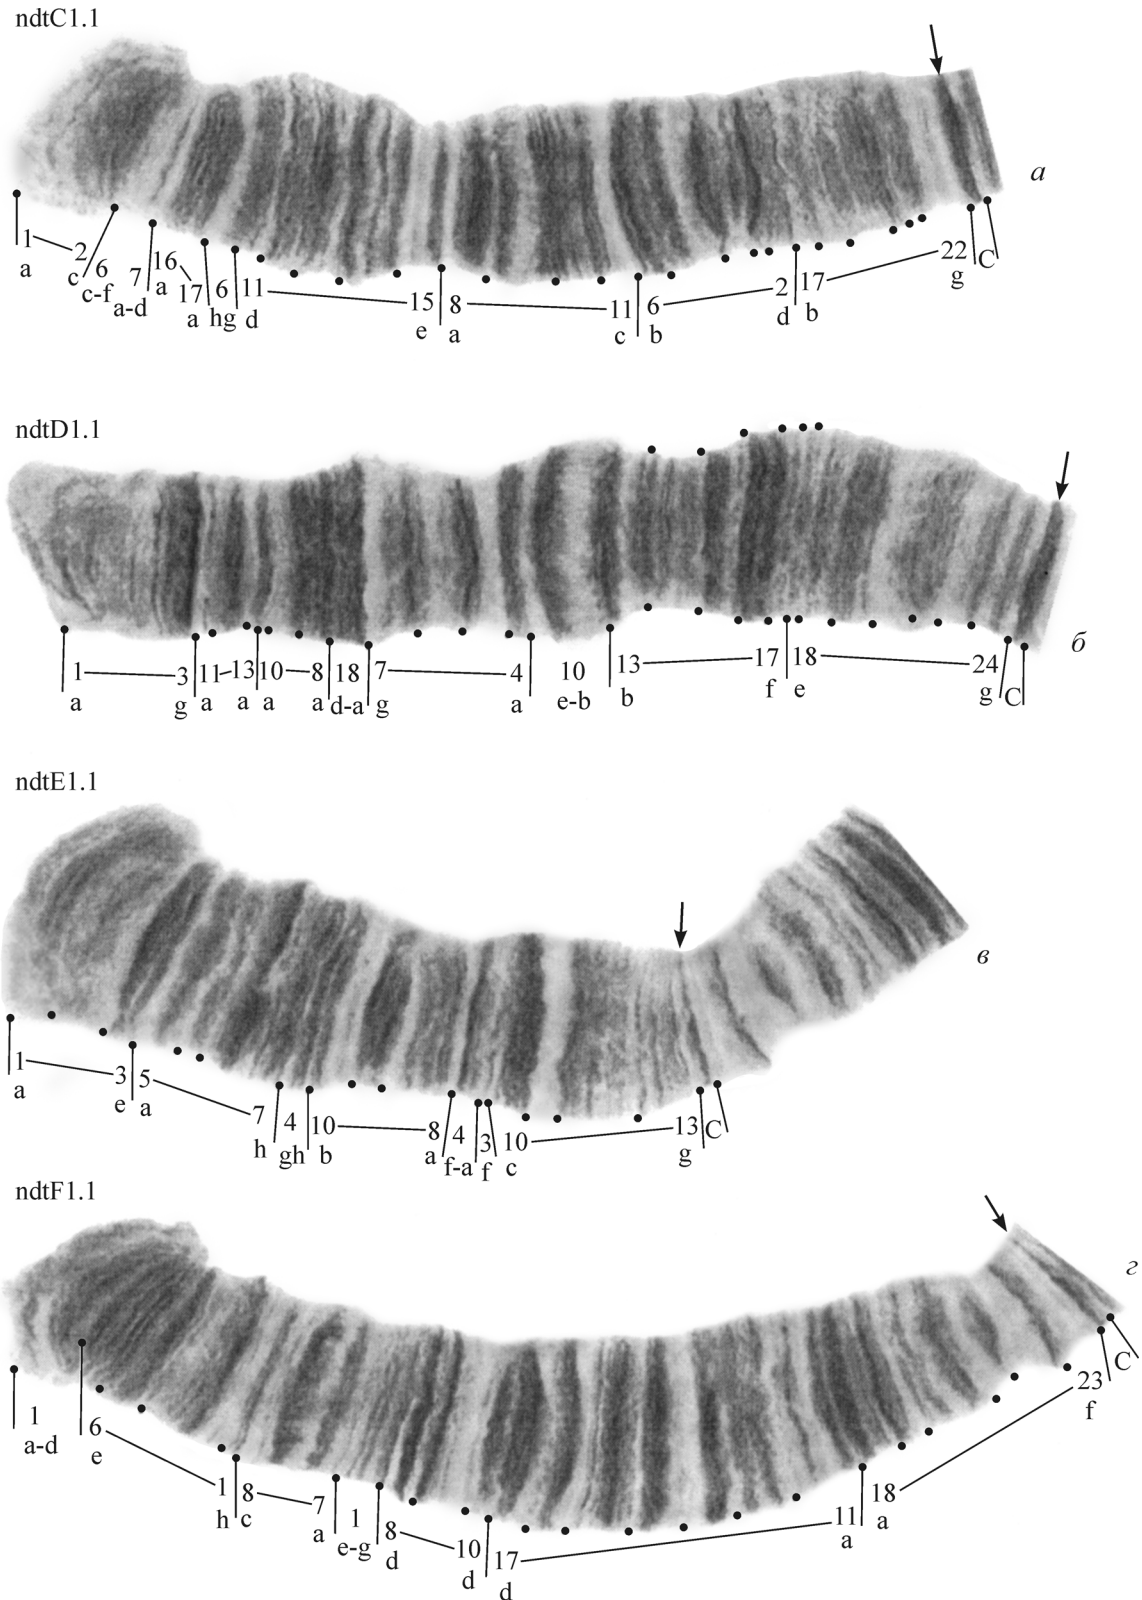 ndtC1.1
а
1 2 6 7 16 17 6 11 15 8 11 6 2 17 22 C
a c c-f a-d a a hg d e a c b d b g
ndtD1.1
б
1 3 11 13 10 8 18 7 4 10 13 17 18 24 C
a g a a a a d-a g a e-b b f e g
ndtE1.1
в
1 3 5 7 4 10 8 4 3 10 13 C
a e a h gh b a f-a f c g
ndtF1.1
г
1 6 1 8 7 1 8 10 17 11 18 23 C
a-d e h c a e-g d d d a a f